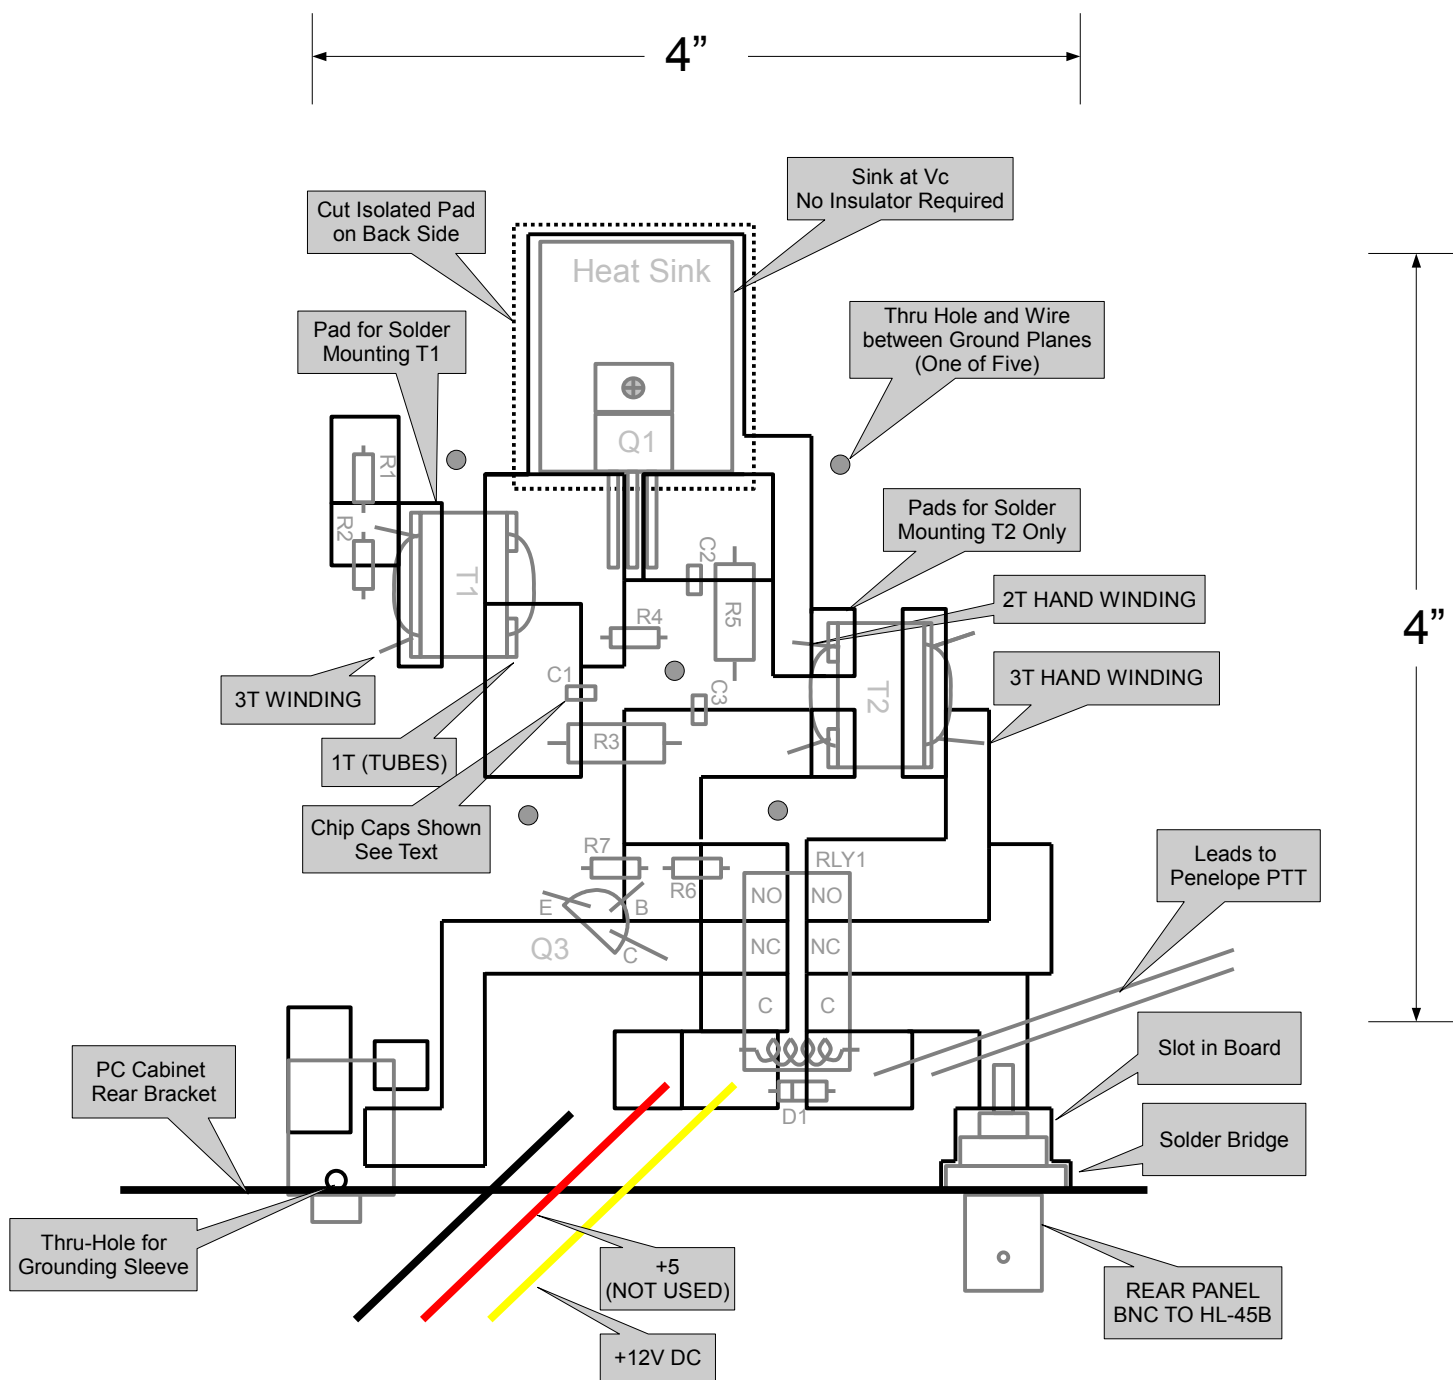 4”
Sink at Vc
No Insulator Required
Cut Isolated Pad
on Back Side
Heat Sink
Thru Hole and Wire
between Ground Planes
(One of Five)
Pad for Solder
Mounting T1
Q1
R1
R2
T1
Pads for Solder
Mounting T2 Only
C2
R5
R4
2T HAND WINDING
4”
3T HAND WINDING
3T WINDING
C1
C3
T2
R3
1T (TUBES)
Chip Caps Shown
See Text
R7
R6
RLY1
Leads to
Penelope PTT
NO
NO
E
B
C
Q3
NC
NC
C
C
Slot in Board
PC Cabinet
Rear Bracket
D1
Solder Bridge
Thru-Hole for
Grounding Sleeve
+5
(NOT USED)
REAR PANEL
BNC TO HL-45B
+12V DC